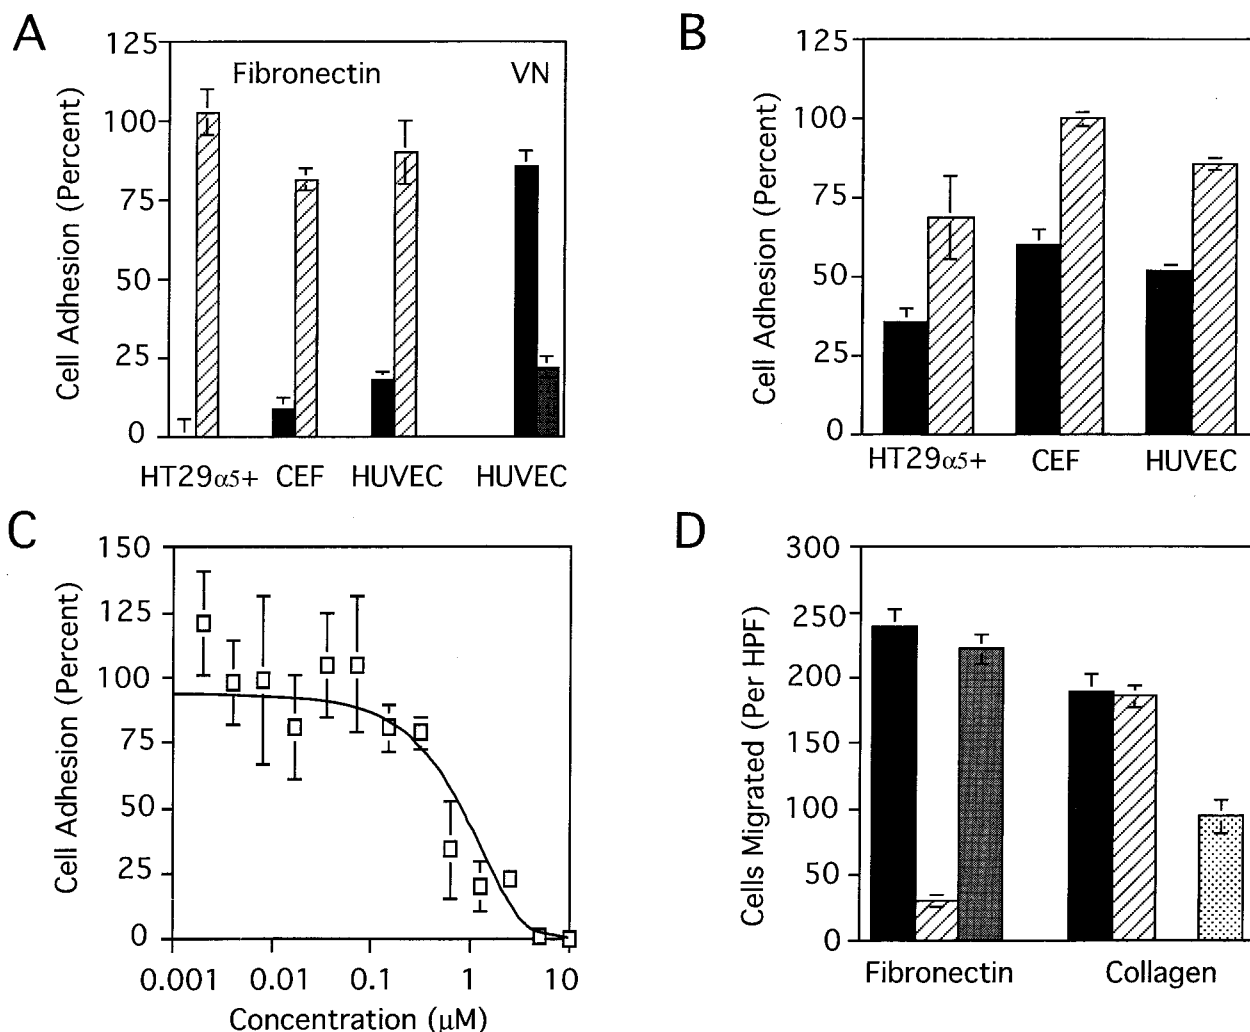 A
Cell Adhesion (Percent)
125
100
75
50
25
0
Fibronectin
VN
HT29α5+ CEF HUVEC HUVEC
B
Cell Adhesion (Percent)
125
100
75
50
25
0
HT29α5+ CEF HUVEC
C
Cell Adhesion (Percent)
150
125
100
75
50
25
0
0.001 0.01 0.1 1 10
Concentration (μM)
D
Cells Migrated (Per HPF)
300
250
200
150
100
50
0
Fibronectin Collagen